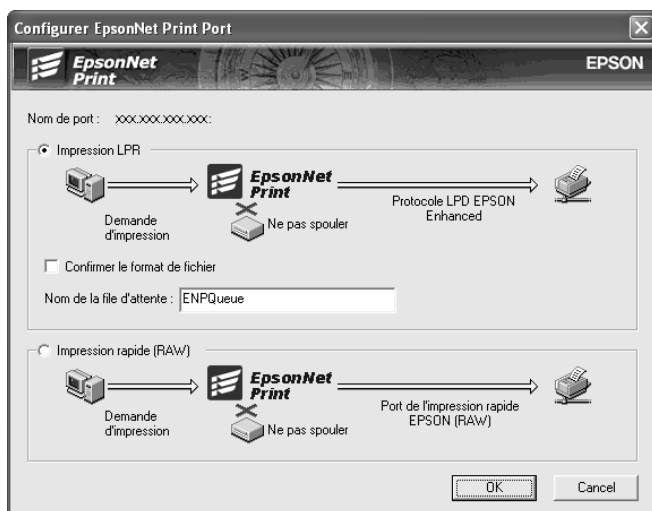 Configurer EpsonNet Print Port
EpsonNet
Print
EPSON
Nom de port : xxx.xxx.xxx.xxx:
Impression LPR
EpsonNet
Print
Demande
d'impression
Ne pas spouler
Protocole LPD EPSON
Enhanced
Confirmer le format de fichier
Nom de la file d'attente : ENPQueue
Impression rapide (RAW)
EpsonNet
Print
Demande
d'impression
Ne pas spouler
Port de l'impression rapide
EPSON (RAW)
OK
Cancel